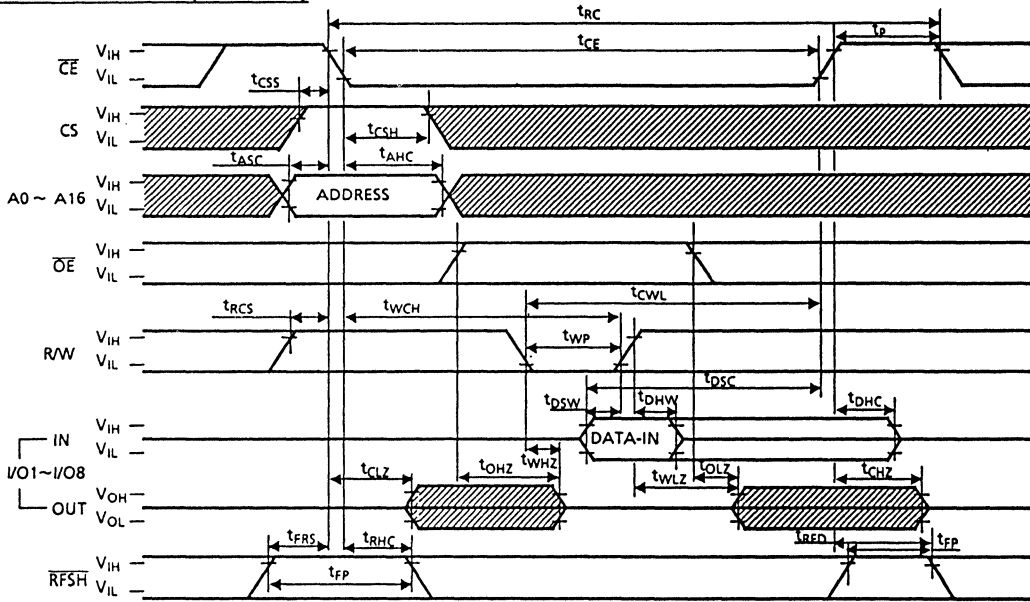 tRC
tCE
tP
CE VIH
VIL
tCSS
CS VIH
VIL
tCSH
tASC
tAHC
A0 ~ A16 VIH
VIL
ADDRESS
OE VIH
VIL
tCWL
tRCS
tWCH
R/W VIH
VIL
tWP
tDSC
tDSW
tDHW
tDHC
IN VIH
VIL
DATA-IN
I/O1~I/O8
tWHZ
tCLZ
tOHZ
tWLZ
tOLZ
tCHZ
OUT VOH
VOL
tFRS
tRHC
tRFD
tFP
RFSH VIH
VIL
tFP